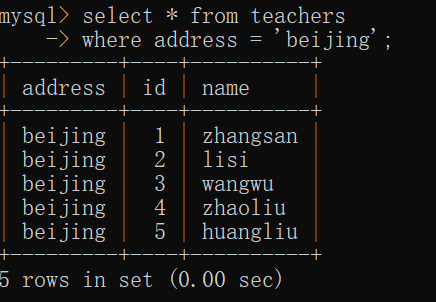 mysql> select * from teachers
    -> where address = 'beijing';
+---------+----+----------+
| address | id | name     |
+---------+----+----------+
| beijing |  1 | zhangsan |
| beijing |  2 | lisi     |
| beijing |  3 | wangwu   |
| beijing |  4 | zhaoliu  |
| beijing |  5 | huangliu |
+---------+----+----------+
5 rows in set (0.00 sec)